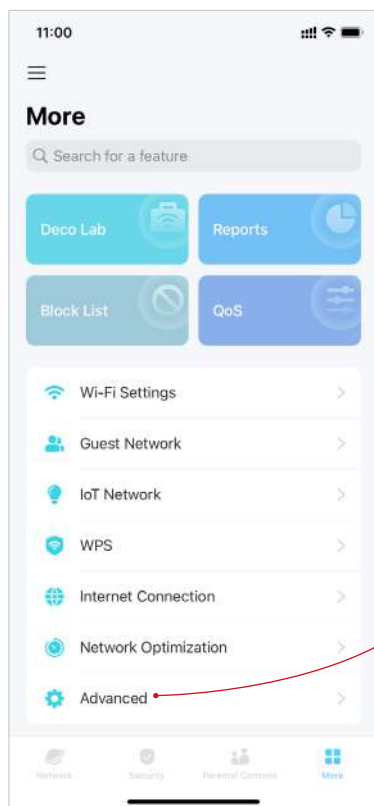 11:00
More
Search for a feature
Deco Lab
Reports
Block List
QoS
Wi-Fi Settings
Guest Network
IoT Network
WPS
Internet Connection
Network Optimization
Advanced
Network
Security
Parental Controls
More